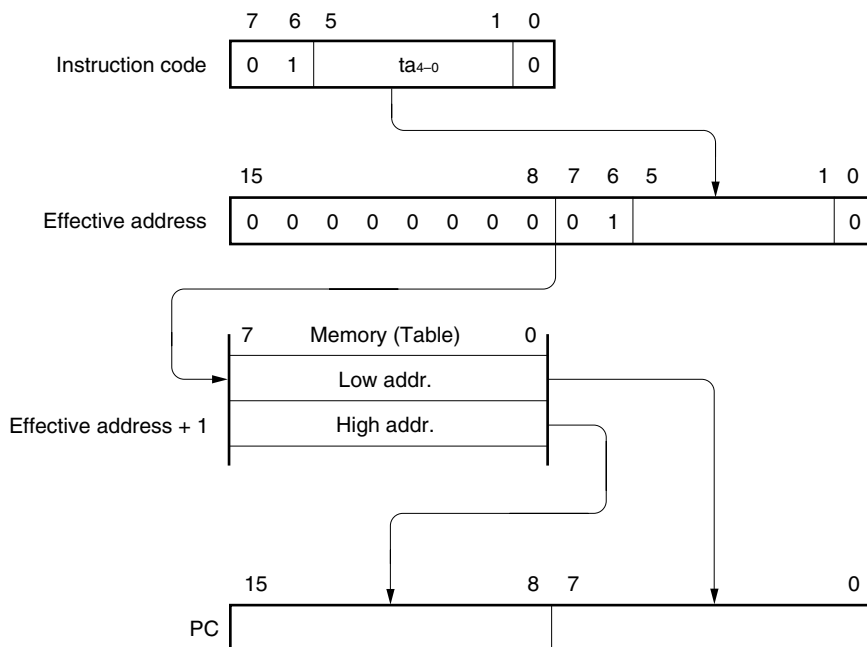 7 6 5 1 0
Instruction code 0 1 ta4–0 0
15 8 7 6 5 1 0
Effective address 0 0 0 0 0 0 0 0 0 1 0
7 Memory (Table) 0
Low addr.
Effective address + 1 High addr.
15 8 7 0
PC